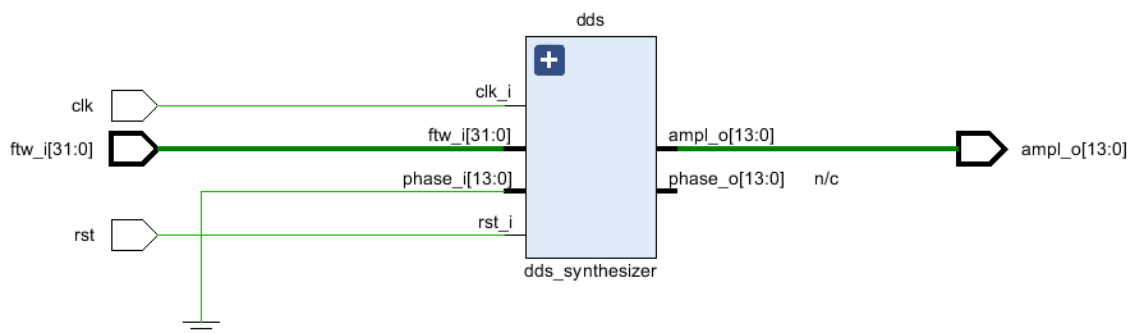 dds
clk
clk_i
ftw_i[31:0]
ftw_i[31:0]
ampl_o[13:0]
ampl_o[13:0]
phase_i[13:0]
phase_o[13:0]
n/c
rst
rst_i
dds_synthesizer